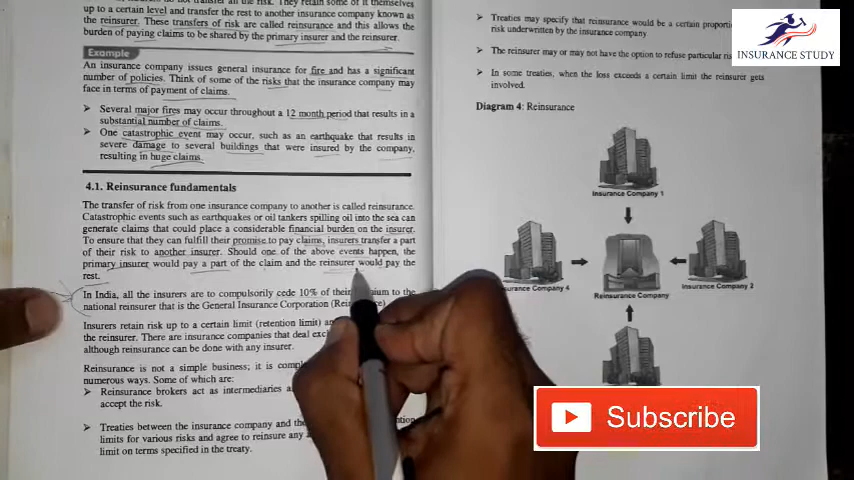 up to a certain level and transfer the rest to another insurance company known as
the reinsurer. These transfers of risk are called reinsurance and this allows the
burden of paying claims to be shared by the primary insurer and the reinsurer.
Example
An insurance company issues general insurance for fire and has a significant
number of policies. Think of some of the risks that the insurance company may
face in terms of payment of claims.
➤ Several major fires may occur throughout a 12 month period that results in a
substantial number of claims.
➤ One catastrophic event may occur, such as an earthquake that results in
severe damage to several buildings that were insured by the company,
resulting in huge claims.
4.1. Reinsurance fundamentals
The transfer of risk from one insurance company to another is called reinsurance.
Catastrophic events such as earthquakes or oil tankers spilling oil into the sea can
generate claims that could place a considerable financial burden on the insurer.
To ensure that they can fulfill their promise to pay claims, insurers transfer a part
of their risk to another insurer. Should one of the above events happen, the
primary insurer would pay a part of the claim and the reinsurer would pay the
rest.
In India, all the insurers are to compulsorily cede 10% of their to the
national reinsurer that is the General Insurance Corporation
Insurers retain risk up to a certain limit (retention limit)
the reinsurer. There are insurance companies that deal
although reinsurance can be done with any insurer.
Reinsurance is not a simple business; it is
numerous ways. Some of which are:
➤ Reinsurance brokers act as intermediaries
accept the risk.
➤ Treaties between the insurance company and the
limits for various risks and agree to reinsure any
limit on terms specified in the treaty.
➤ Treaties may specify that reinsurance would be a certain
risk underwritten by the insurance company.
➤ The reinsurer may or may not have the option to refuse particular
➤ In some treaties, when the loss exceeds a certain limit the reinsurer gets
involved.
Diagram 4: Reinsurance
Insurance Company 1
Company 4
Reinsurance Company
Insurance Company 2
INSURANCE STUDY
Subscribe